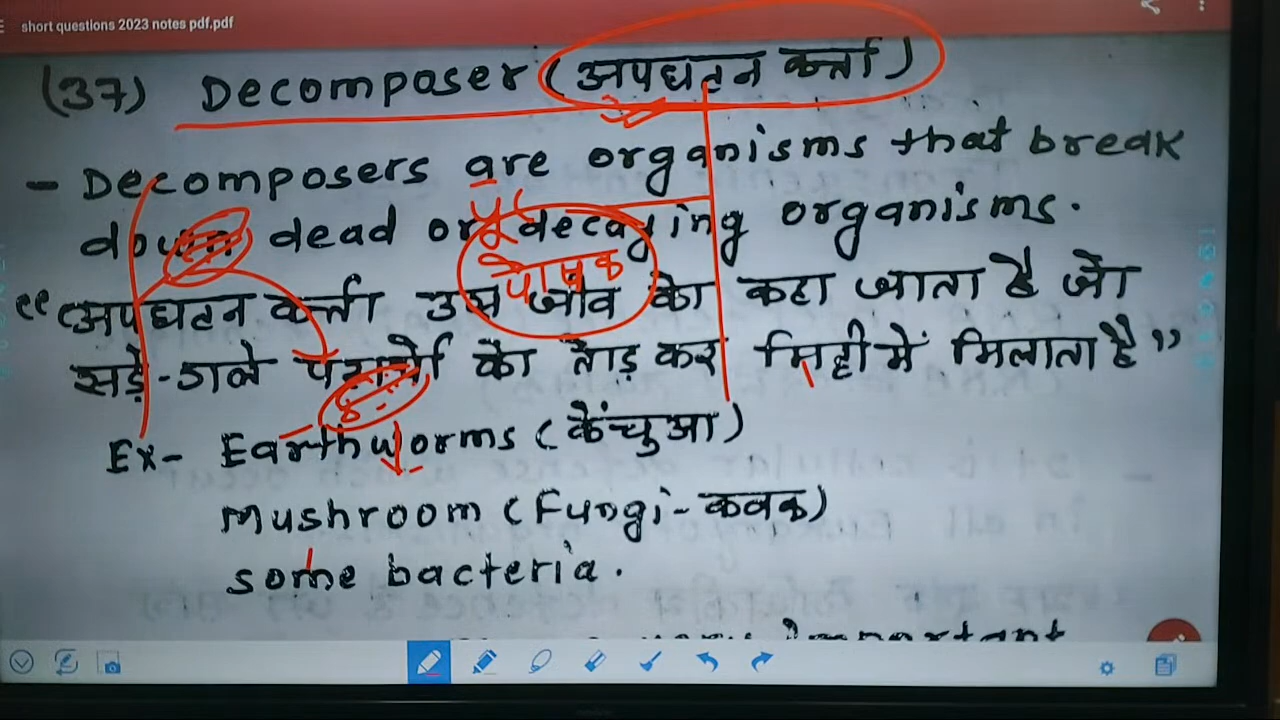 short questions 2023 notes pdf.pdf
(37) Decomposer (अपघटन कर्त्ता)
- Decomposers are organisms that break
down dead or decaying organisms.
"अपघटन कर्त्ता उस जीव को कहा जाता है जो
सड़े-गले पदार्थो को तोड़ कर मिट्टी में मिलाता है"
पोषक
Ex- Earthworms (केंचुआ)
Mushroom (Fungi-कवक)
some bacteria.
Important